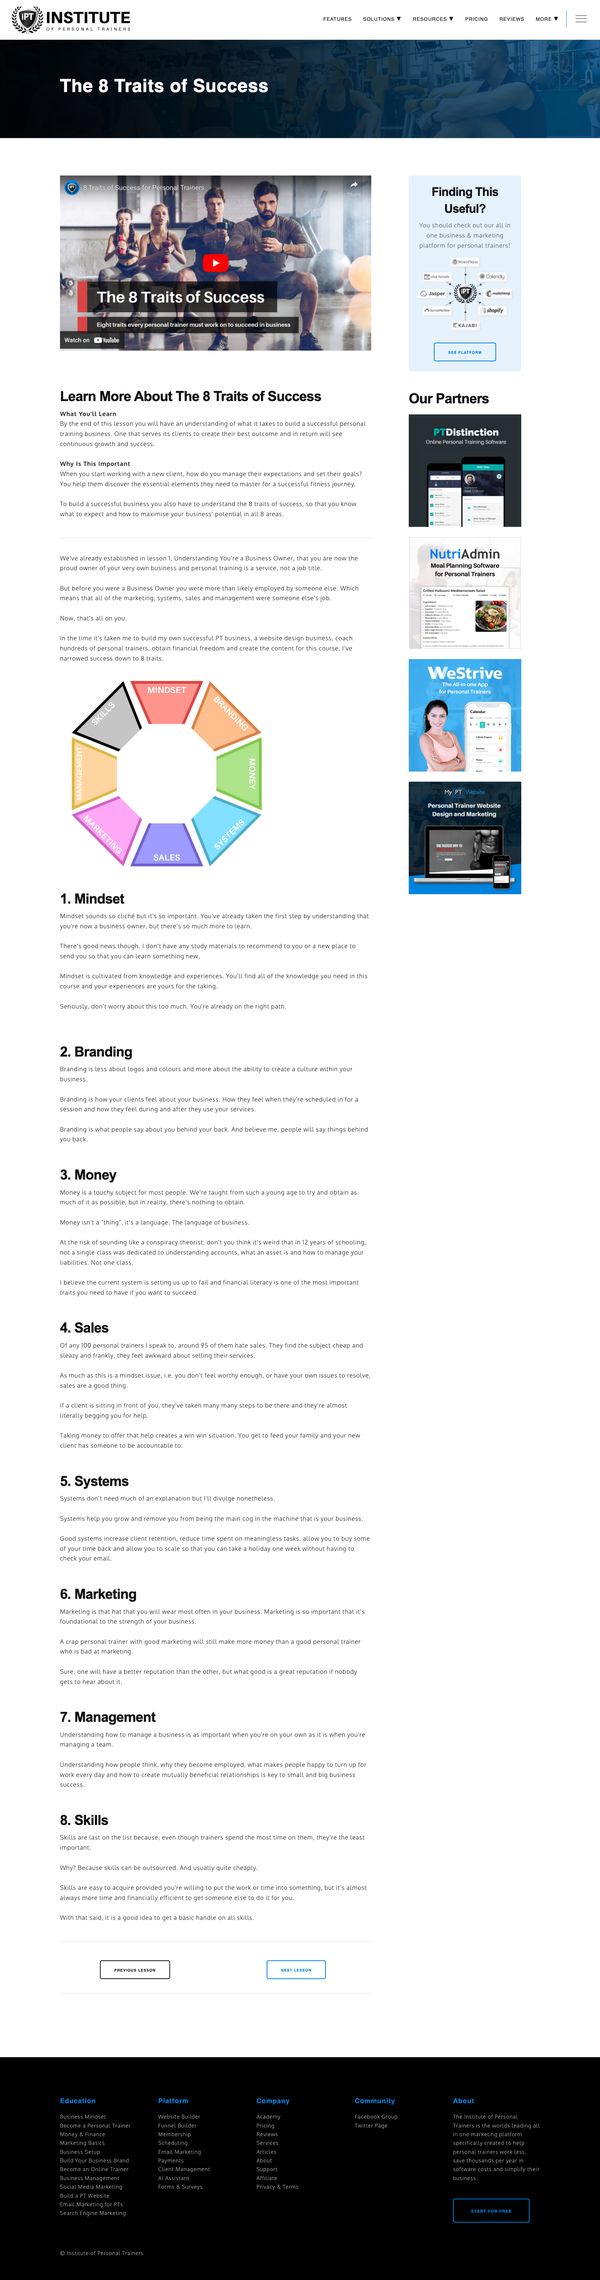 IPT INSTITUTE
OF PERSONAL TRAINERS
FEATURES SOLUTIONS ▼ RESOURCES ▼ PRICING REVIEWS MORE ▼
The 8 Traits of Success
8 Traits of Success for Personal Trainers
The 8 Traits of Success
Eight traits every personal trainer must work on to succeed in business
Watch on YouTube
Finding This
Useful?
You should check out our all in
one business & marketing
platform for personal trainers!
WordPress
Calendly
Jasper
IPT
mailchimp
shopify
KAJABI
SEE PLATFORM
Learn More About The 8 Traits of Success
What You'll Learn
By the end of this lesson you will have an understanding of what it takes to build a successful personal
training business. One that serves its clients to create their best outcome and in return will see
continuous growth and success.
Why Is This Important
When you start working with a new client, how do you manage their expectations and set their goals?
You help them discover the essential elements they need to master for a successful fitness journey.
To build a successful business you also have to understand the 8 traits of success, so that you know
what to expect and how to maximise your business' potential in all 8 areas.
We've already established in lesson 1, Understanding You're a Business Owner, that you are now the
proud owner of your very own business and personal training is a service, not a job title.
But before you were a Business Owner you were more than likely employed by someone else. Which
means that all of the marketing, systems, sales and management were someone else's job.
Now, that's all on you.
In the time it's taken me to build my own successful PT business, a website design business, coach
hundreds of personal trainers, obtain financial freedom and create the content for this course, I've
narrowed success down to 8 traits.
MINDSET
BRANDING
MONEY
SYSTEMS
SALES
MARKETING
MANAGEMENT
SKILLS
Our Partners
PTDistinction
Online Personal Training Software
NutriAdmin
Meal Planning Software
for Personal Trainers
Grilled Halloumi Mediterranean Salad
WeStrive
The All-in-one App
for Personal Trainers
Calendar
My PT Website
Personal Trainer Website
Design and Marketing
1. Mindset
Mindset sounds so cliché but it's so important. You've already taken the first step by understanding that
you're now a business owner, but there's so much more to learn.
There's good news though. I don't have any study materials to recommend to you or a new place to
send you so that you can learn something new.
Mindset is cultivated from knowledge and experiences. You'll find all of the knowledge you need in this
course and your experiences are yours for the taking.
Seriously, don't worry about this too much. You're already on the right path.
2. Branding
Branding is less about logos and colours and more about the ability to create a culture within your
business.
Branding is how your clients feel about your business. How they feel when they're scheduled in for a
session and how they feel during and after they use your services.
Branding is what people say about you behind your back. And believe me, people will say things behind
you back.
3. Money
Money is a touchy subject for most people. We're taught from such a young age to try and obtain as
much of it as possible, but in reality, there's nothing to obtain.
Money isn't a "thing", it's a language. The language of business.
At the risk of sounding like a conspiracy theorist, don't you think it's weird that in 12 years of schooling,
not a single class was dedicated to understanding accounts, what an asset is and how to manage your
liabilities. Not one class.
I believe the current system is setting us up to fail and financial literacy is one of the most important
traits you need to have if you want to succeed.
4. Sales
Of any 100 personal trainers I speak to, around 95 of them hate sales. They find the subject cheap and
sleazy and frankly, they feel awkward about selling their services.
As much as this is a mindset issue, i.e. you don't feel worthy enough, or have your own issues to resolve,
sales are a good thing.
If a client is sitting in front of you, they've taken many many steps to be there and they're almost
literally begging you for help.
Taking money to offer that help creates a win win situation. You get to feed your family and your new
client has someone to be accountable to.
5. Systems
Systems don't need much of an explanation but I'll divulge nonetheless.
Systems help you grow and remove you from being the main cog in the machine that is your business.
Good systems increase client retention, reduce time spent on meaningless tasks, allow you to buy some
of your time back and allow you to scale so that you can take a holiday one week without having to
check your email.
6. Marketing
Marketing is that hat that you will wear most often in your business. Marketing is so important that it's
foundational to the strength of your business.
A crap personal trainer with good marketing will still make more money than a good personal trainer
who is bad at marketing.
Sure, one will have a better reputation than the other, but what good is a great reputation if nobody
gets to hear about it.
7. Management
Understanding how to manage a business is as important when you're on your own as it is when you're
managing a team.
Understanding how people think, why they become employed, what makes people happy to turn up for
work every day and how to create mutually beneficial relationships is key to small and big business
success.
8. Skills
Skills are last on the list because, even though trainers spend the most time on them, they're the least
important.
Why? Because skills can be outsourced. And usually quite cheaply.
Skills are easy to acquire provided you're willing to put the work or time into something, but it's almost
always more time and financially efficient to get someone else to do it for you.
With that said, it is a good idea to get a basic handle on all skills.
PREVIOUS LESSON
NEXT LESSON
Education
Business Mindset
Become a Personal Trainer
Money & Finance
Marketing Basics
Business Setup
Build Your Business Brand
Become an Online Trainer
Business Management
Social Media Marketing
Build a PT Website
Email Marketing for PTs
Search Engine Marketing
Platform
Website Builder
Funnel Builder
Membership
Scheduling
Email Marketing
Payments
Client Management
AI Assistant
Forms & Surveys
Company
Academy
Pricing
Reviews
Services
Articles
About
Support
Affiliate
Privacy & Terms
Community
Facebook Group
Twitter Page
About
The Institute of Personal
Trainers is the worlds leading all
in one marketing platform
specifically created to help
personal trainers work less,
save thousands per year in
software costs and simplify their
business.
START FOR FREE
© Institute of Personal Trainers